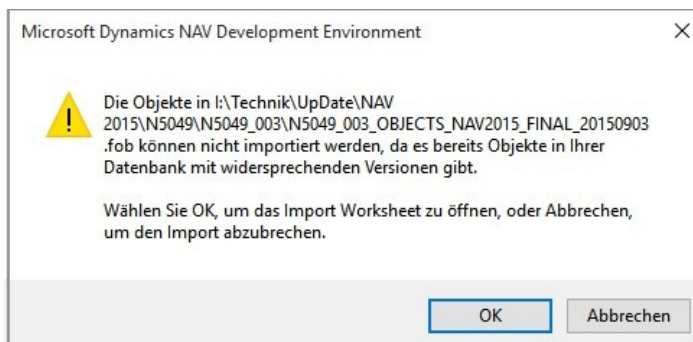 Microsoft Dynamics NAV Development Environment
Die Objekte in I:\Technik\UpDate\NAV
2015\N5049\N5049_003\N5049_003_OBJECTS_NAV2015_FINAL_20150903
.fob können nicht importiert werden, da es bereits Objekte in Ihrer
Datenbank mit widersprechenden Versionen gibt.
Wählen Sie OK, um das Import Worksheet zu öffnen, oder Abbrechen,
um den Import abzubrechen.
OK
Abbrechen